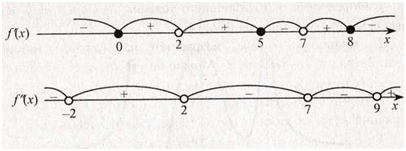 f'(x) − + + − + − x
0 2 5 7 8
f''(x) − + − − + x
−2 2 7 9